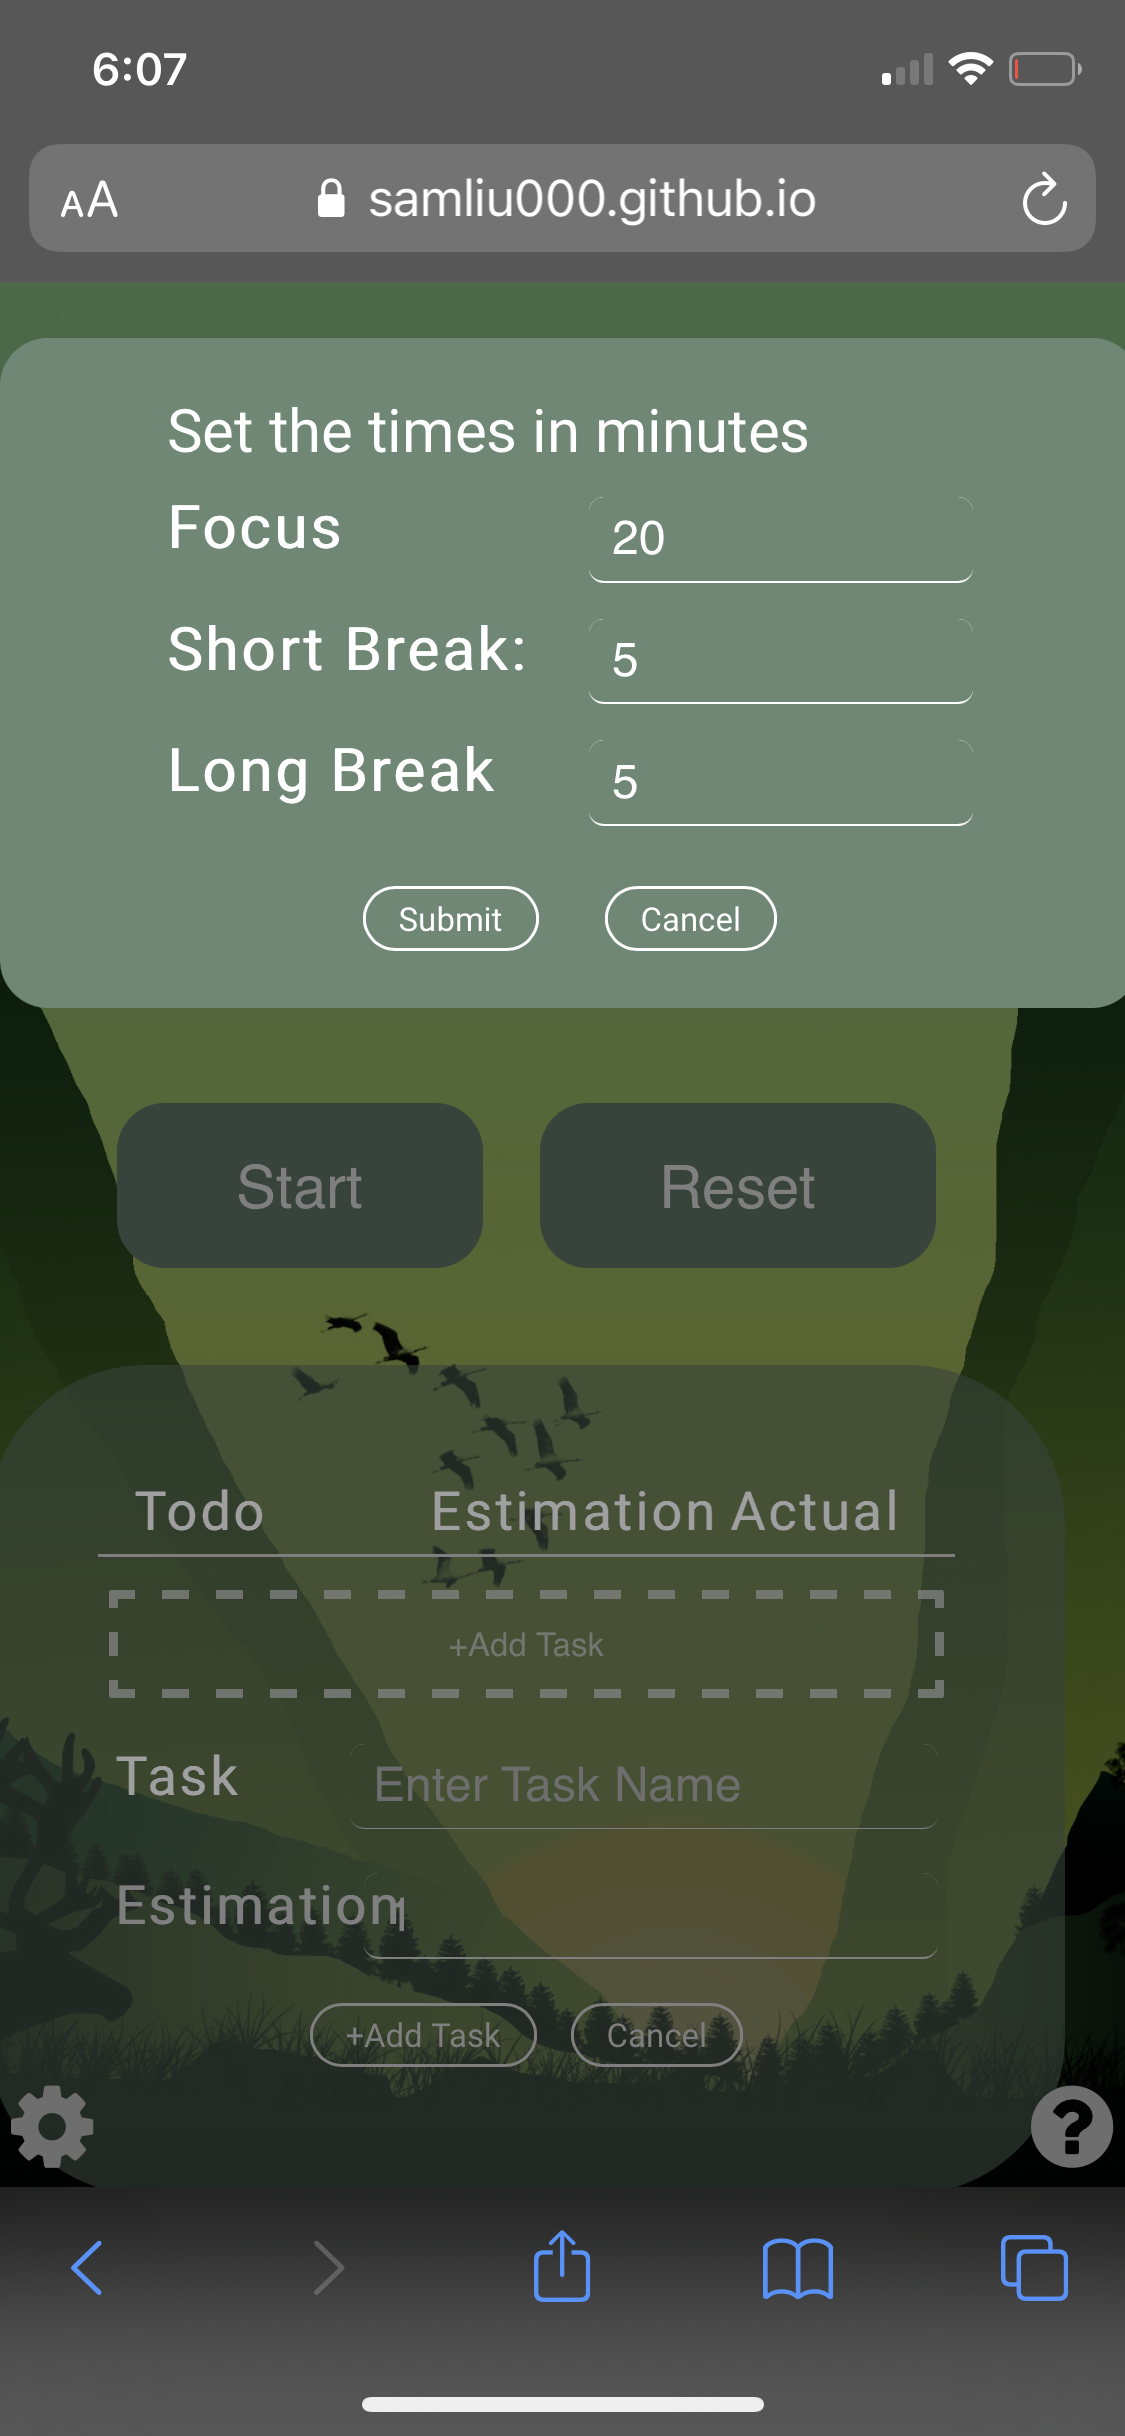 6:07
AA samliu000.github.io
Set the times in minutes
Focus 20
Short Break: 5
Long Break 5
Submit Cancel
Start Reset
Todo Estimation Actual
+Add Task
Task Enter Task Name
Estimation 1
+Add Task Cancel
?